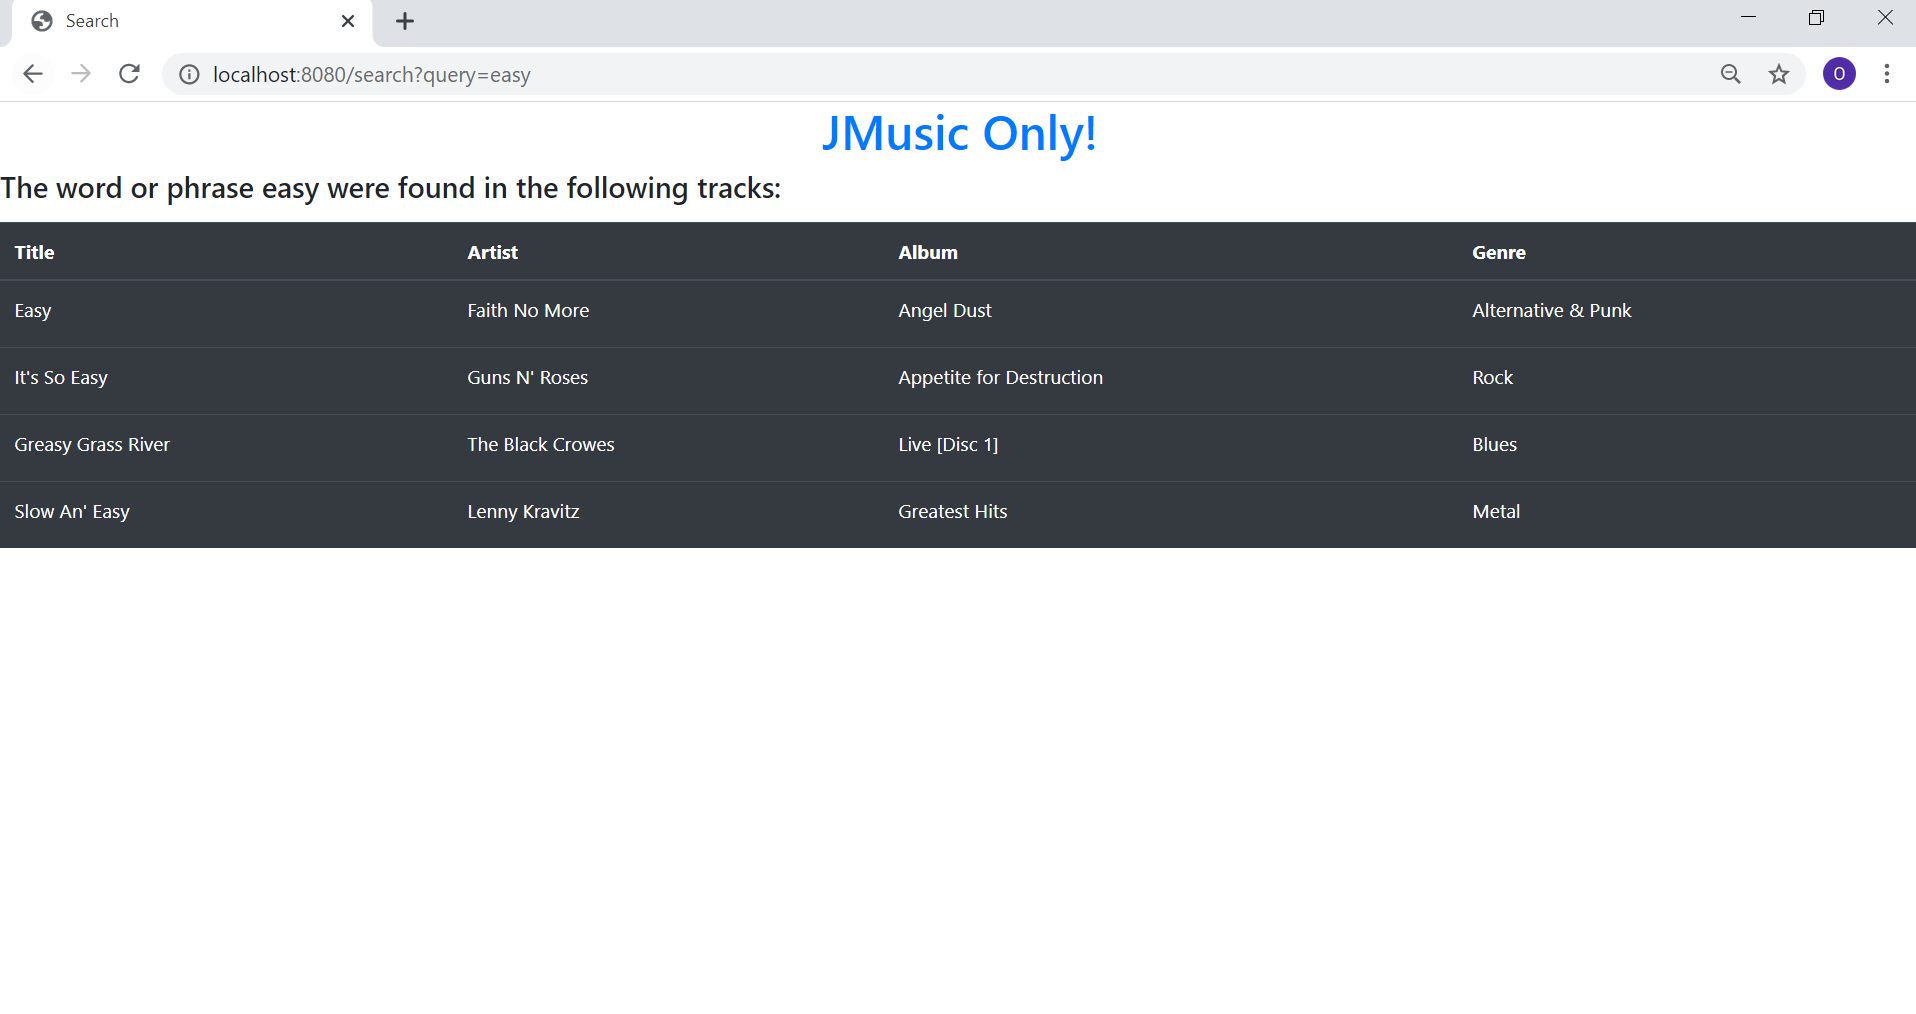 Search
localhost:8080/search?query=easy
O
JMusic Only!
The word or phrase easy were found in the following tracks:
Title Artist Album Genre
Easy Faith No More Angel Dust Alternative & Punk
It's So Easy Guns N' Roses Appetite for Destruction Rock
Greasy Grass River The Black Crowes Live [Disc 1] Blues
Slow An' Easy Lenny Kravitz Greatest Hits Metal